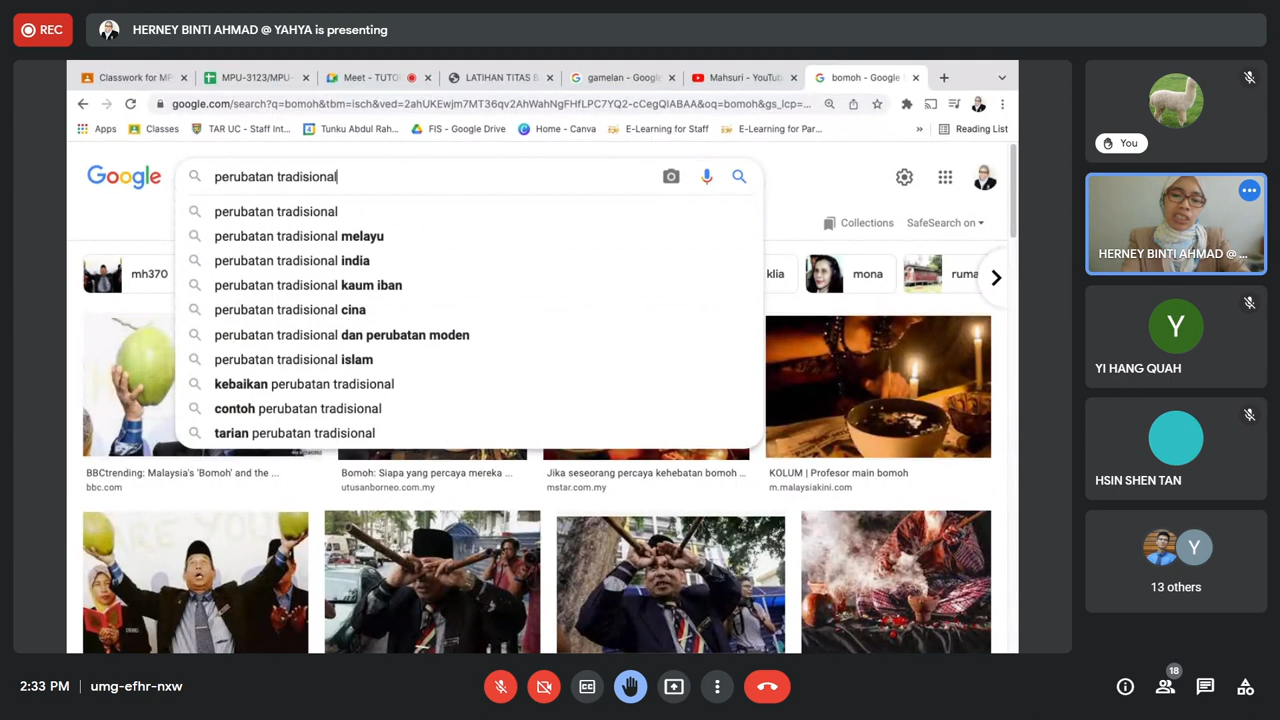 REC
HERNEY BINTI AHMAD @ YAHYA is presenting
Classwork for M
MPU-3123/MPU-
Meet - TUTO
LATIHAN TITAS B
gamelan - Google
Mahsuri - YouTub
bomoh - Google
google.com/search?q=bomoh&tbm=isch&ved=2ahUKEwjm7MT36qv2AhWahNgFHfLPC7YQ2-cCegQIABAA&oq=bomoh&gs_lcp=...
Apps
Classes
TAR UC - Staff Int...
Tunku Abdul Rah...
FIS - Google Drive
Home - Canva
E-Learning for Staff
E-Learning for Par...
»
Reading List
Google
perubatan tradisional
Collections
SafeSearch on
perubatan tradisional
perubatan tradisional melayu
perubatan tradisional india
perubatan tradisional kaum iban
perubatan tradisional cina
perubatan tradisional dan perubatan moden
perubatan tradisional islam
kebaikan perubatan tradisional
contoh perubatan tradisional
tarian perubatan tradisional
mh370
klia
mona
ruma
BBCtrending: Malaysia's 'Bomoh' and the ...
bbc.com
Bomoh: Siapa yang percaya mereka ...
utusanborneo.com.my
Jika seseorang percaya kehebatan bomoh ...
mstar.com.my
KOLUM | Profesor main bomoh
m.malaysiakini.com
You
HERNEY BINTI AHMAD @ ...
Y
YI HANG QUAH
HSIN SHEN TAN
Y
13 others
2:33 PM
umg-efhr-nxw
CC
18